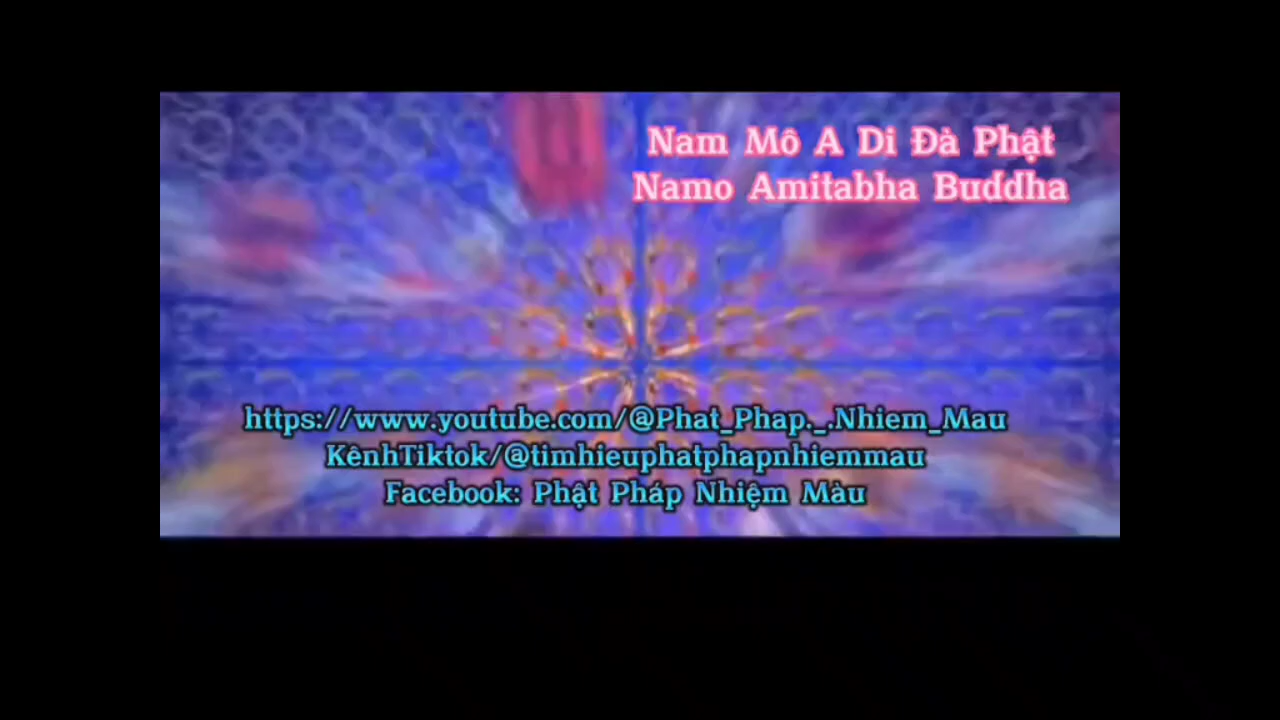 Nam Mô A Di Đà Phật
Namo Amitabha Buddha
https://www.youtube.com/@Phat_Phap._.Nhiem_Mau
KênhTiktok/@timhieuphatphapnhiemmau
Facebook: Phật Pháp Nhiệm Màu